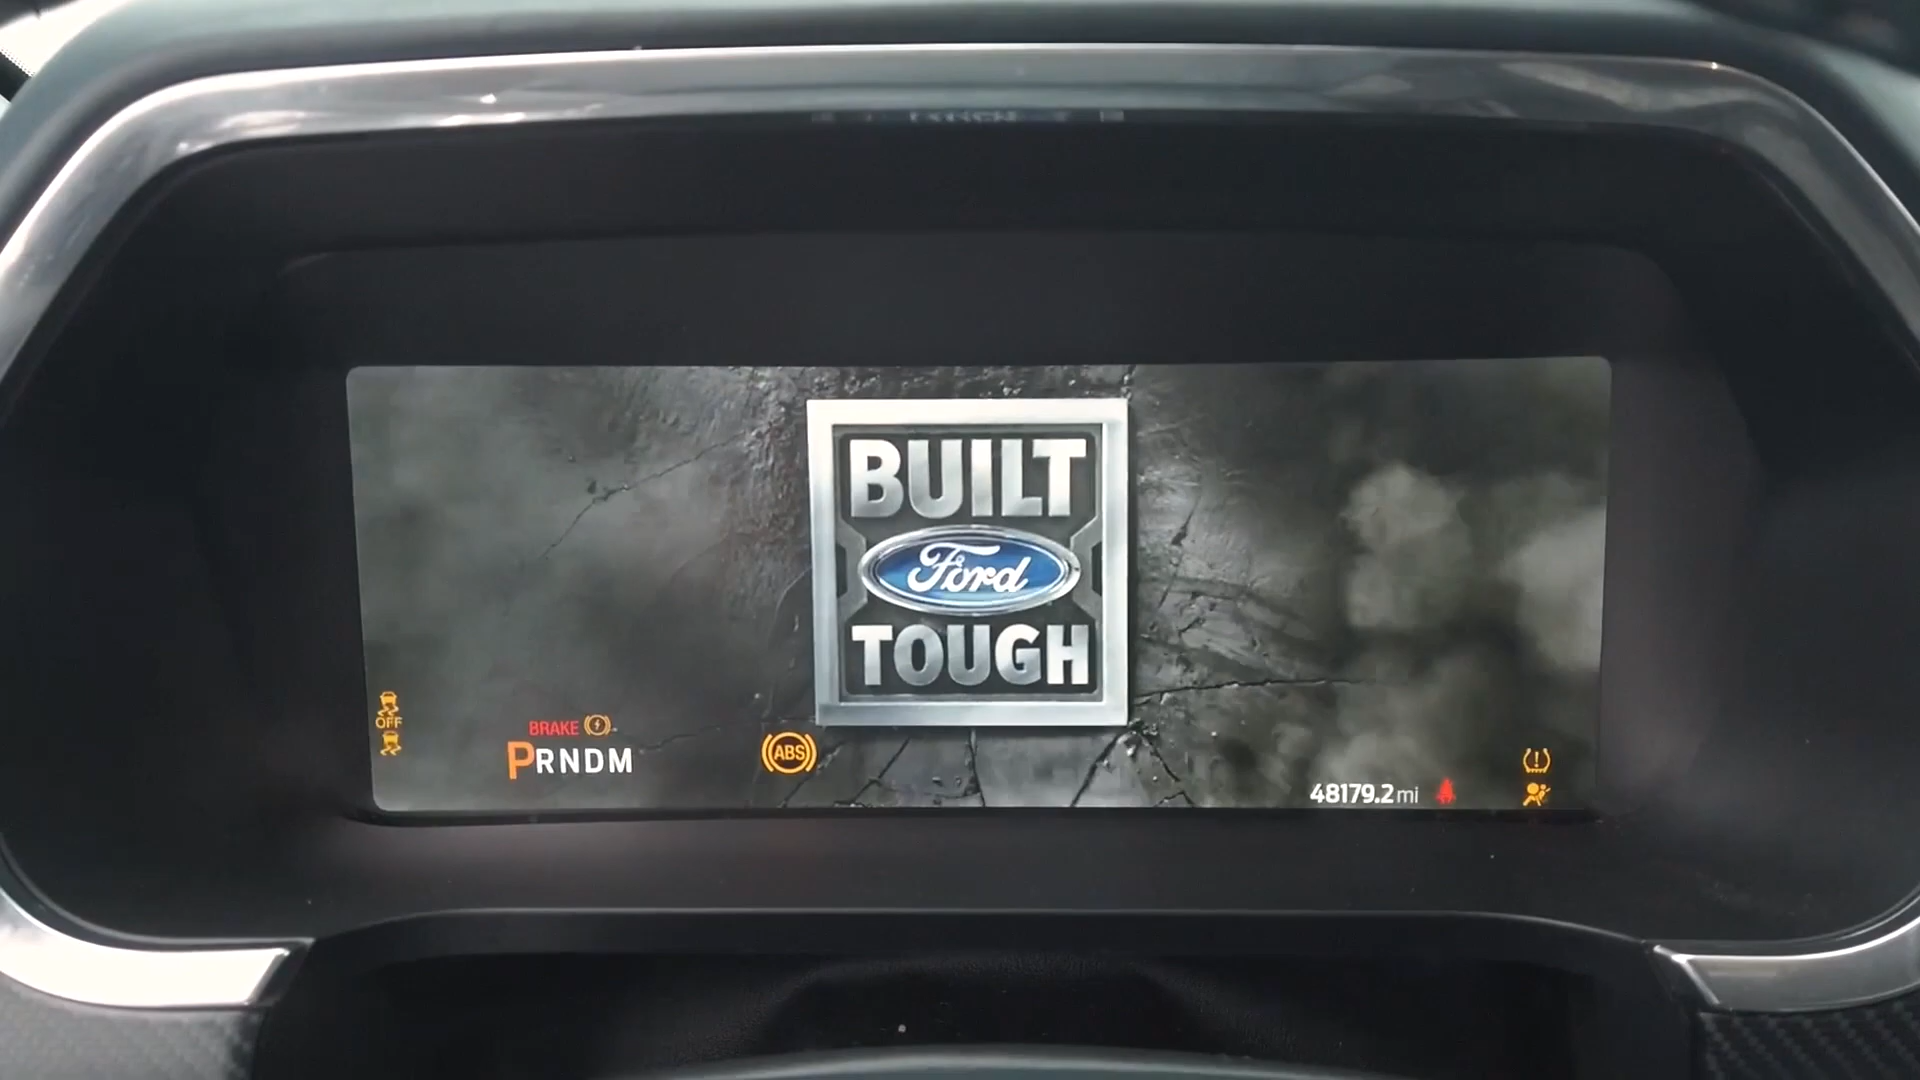 BUILT
Ford
TOUGH
OFF
BRAKE
PRNDM
ABS
48179.2 mi